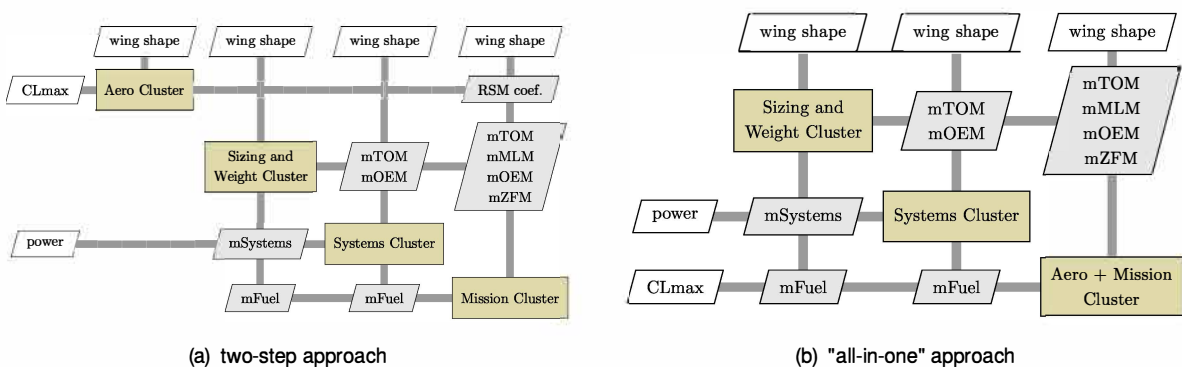 wing shape wing shape wing shape wing shape
CLmax Aero Cluster RSM coef.
Sizing and
Weight Cluster
mTOM
mOEM
mTOM
mMLM
mOEM
mZFM
power mSystems Systems Cluster
mFuel mFuel Mission Cluster
(a) two-step approach
wing shape wing shape wing shape
Sizing and
Weight Cluster
mTOM
mOEM
mTOM
mMLM
mOEM
mZFM
power mSystems Systems Cluster
CLmax mFuel mFuel
Aero + Mission
Cluster
(b) "all-in-one" approach